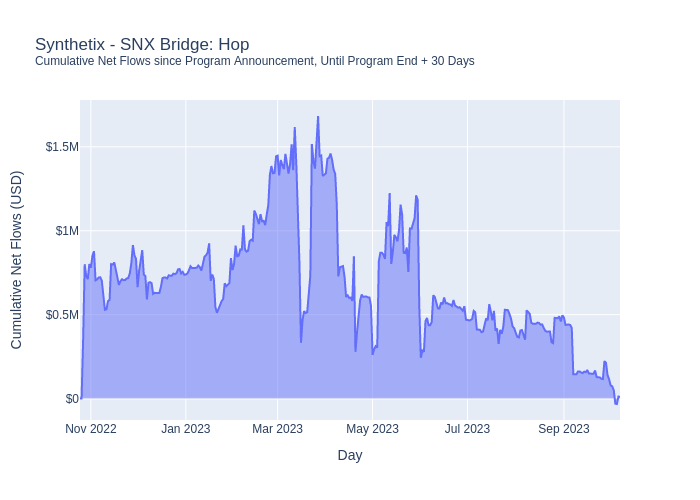 Synthetix - SNX Bridge: Hop
Cumulative Net Flows since Program Announcement, Until Program End + 30 Days
Cumulative Net Flows (USD)
$1.5M
$1M
$0.5M
$0
Nov 2022
Jan 2023
Mar 2023
May 2023
Jul 2023
Sep 2023
Day